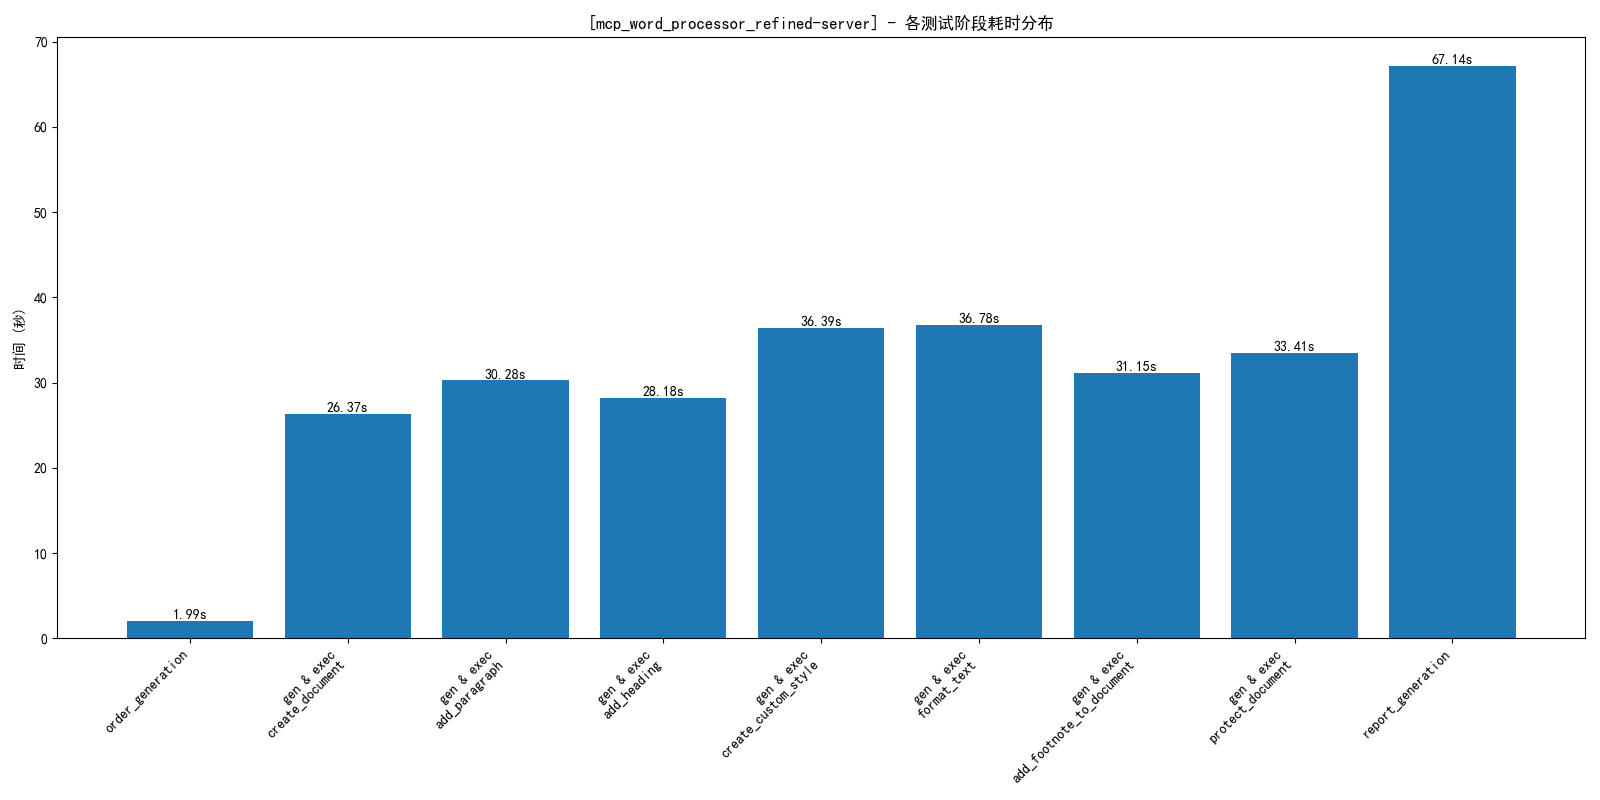 [mcp_word_processor_refined-server] - 各测试阶段耗时分布
时间 (秒)
70
60
50
40
30
20
10
0
1.99s
26.37s
30.28s
28.18s
36.39s
36.78s
31.15s
33.41s
67.14s
order_generation
gen & exec
create_document
gen & exec
add_paragraph
gen & exec
add_heading
gen & exec
create_custom_style
gen & exec
format_text
gen & exec
add_footnote_to_document
gen & exec
protect_document
report_generation